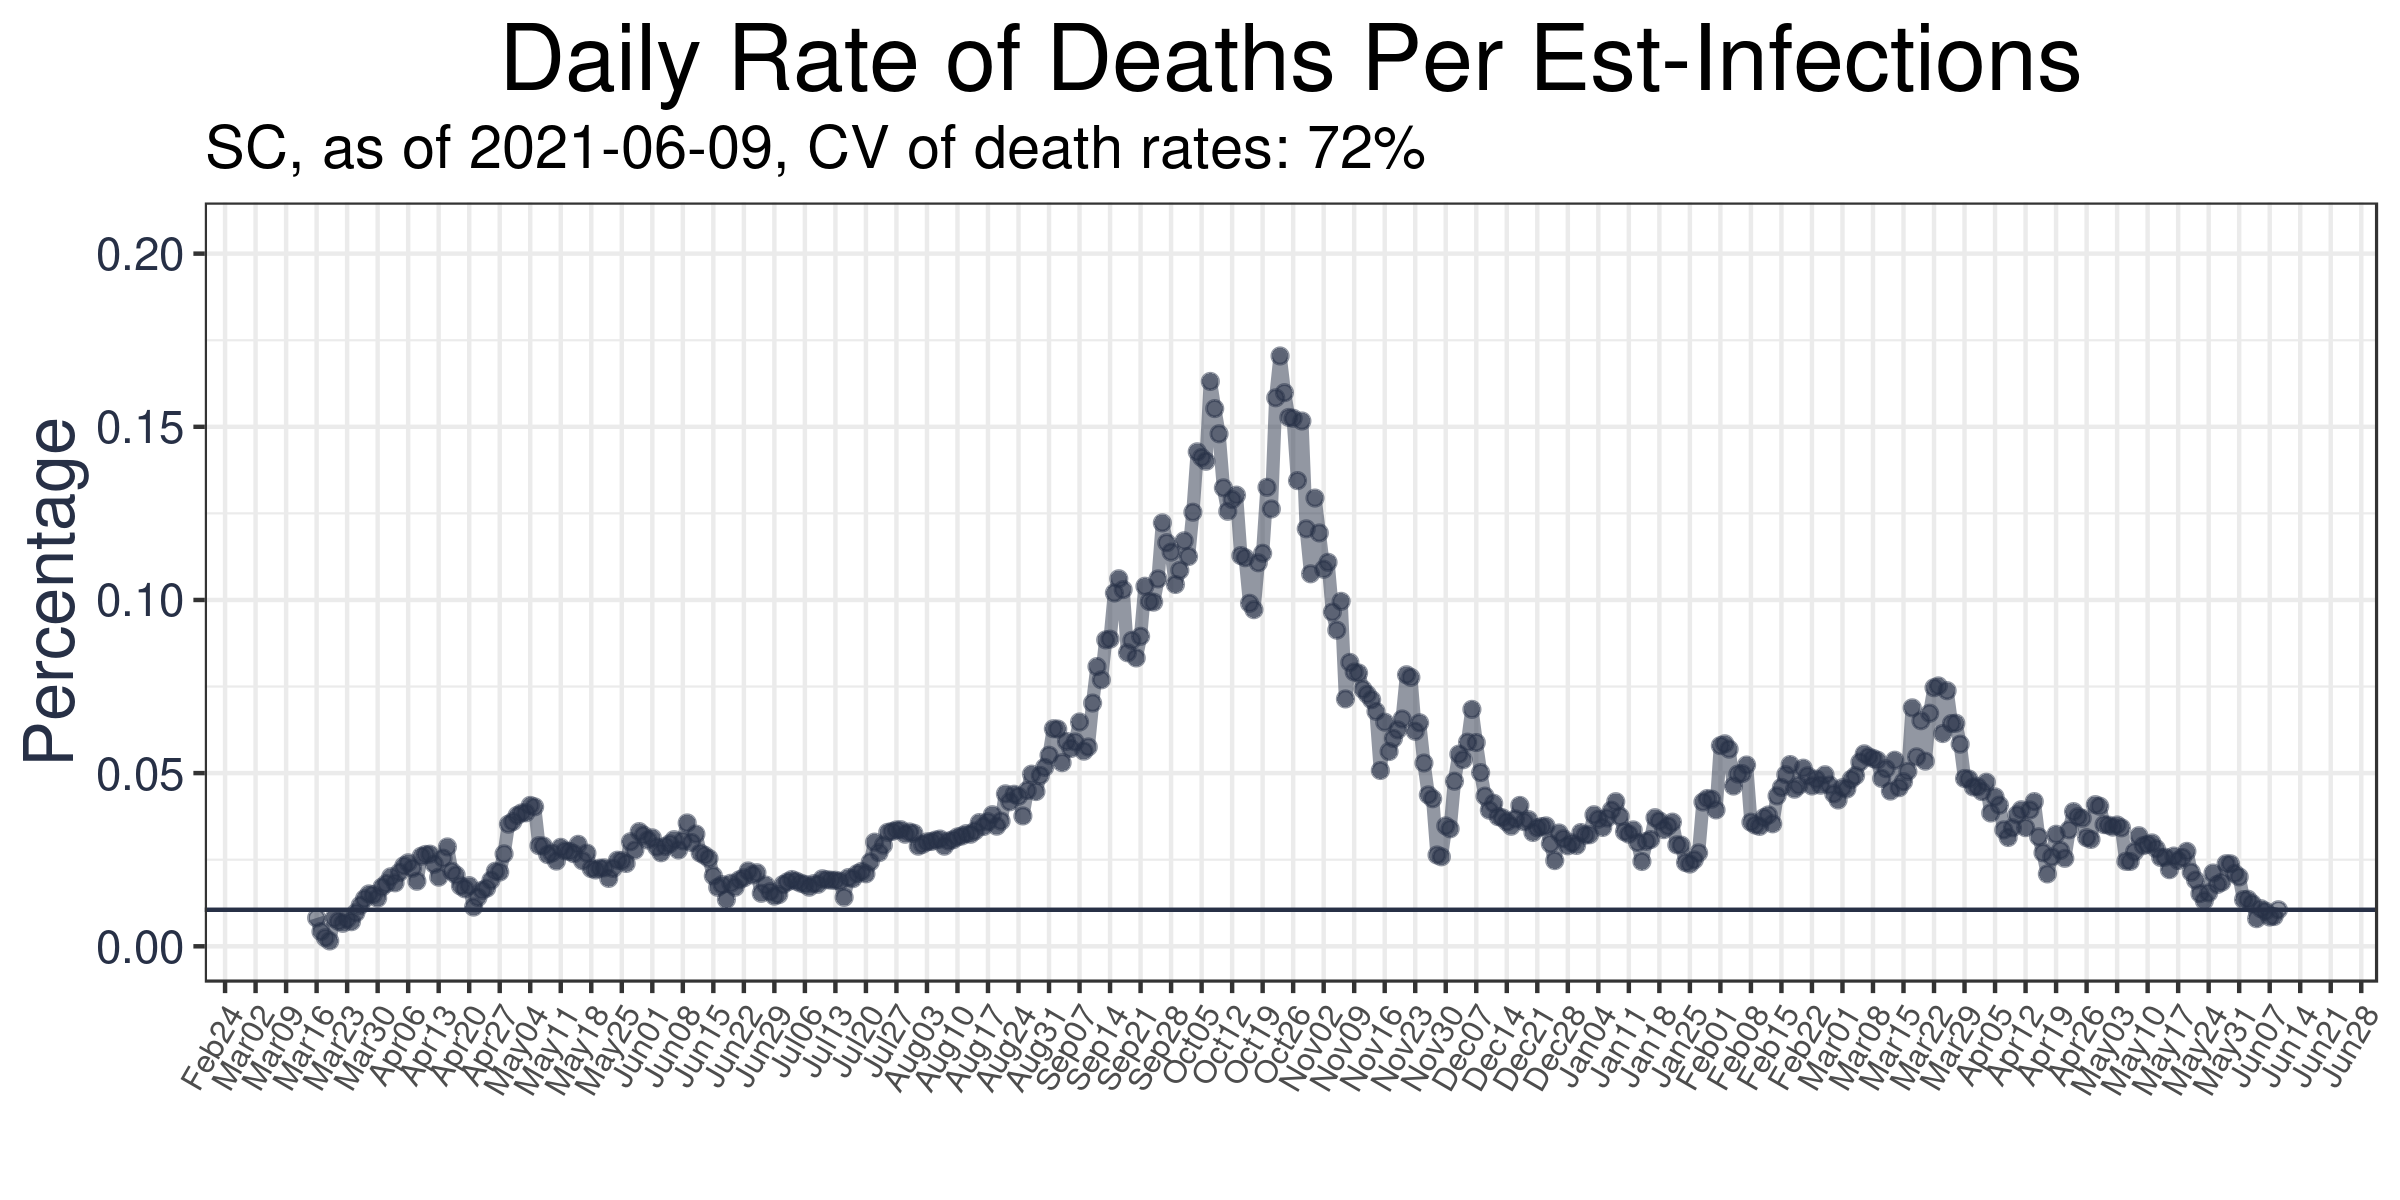 Daily Rate of Deaths Per Est-Infections
SC, as of 2021-06-09, CV of death rates: 72%
Percentage
0.20
0.15
0.10
0.05
0.00
Feb24
Mar02
Mar09
Mar16
Mar23
Mar30
Apr06
Apr13
Apr20
Apr27
May04
May11
May18
May25
Jun01
Jun08
Jun15
Jun22
Jun29
Jul06
Jul13
Jul20
Jul27
Aug03
Aug10
Aug17
Aug24
Aug31
Sep07
Sep14
Sep21
Sep28
Oct05
Oct12
Oct19
Oct26
Nov02
Nov09
Nov16
Nov23
Nov30
Dec07
Dec14
Dec21
Dec28
Jan04
Jan11
Jan18
Jan25
Feb01
Feb08
Feb15
Feb22
Mar01
Mar08
Mar15
Mar22
Mar29
Apr05
Apr12
Apr19
Apr26
May03
May10
May17
May24
May31
Jun07
Jun14
Jun21
Jun28